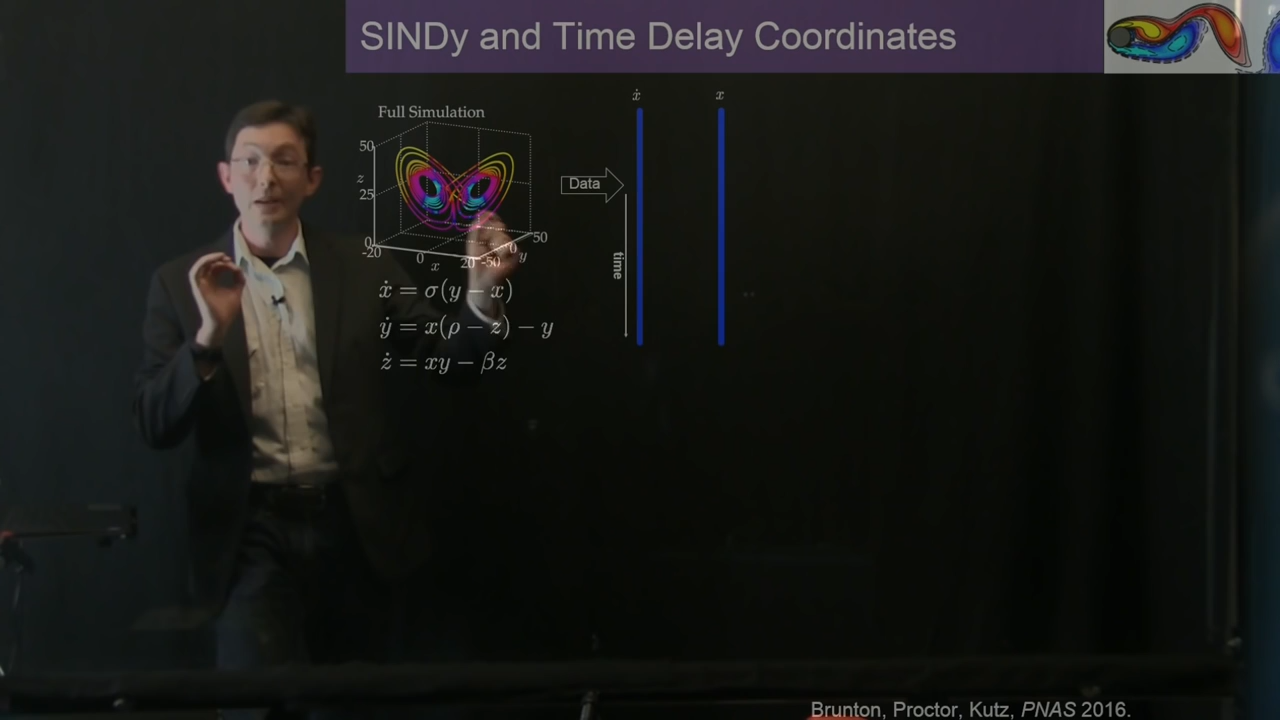 SINDy and Time Delay Coordinates
Full Simulation
50
z
25
0
-20
0
x
20
-50
0
y
50
Data
time
ẋ
x
ẋ = σ(y − x)
ẏ = x(ρ − z) − y
ż = xy − βz
Brunton, Proctor, Kutz, PNAS 2016.